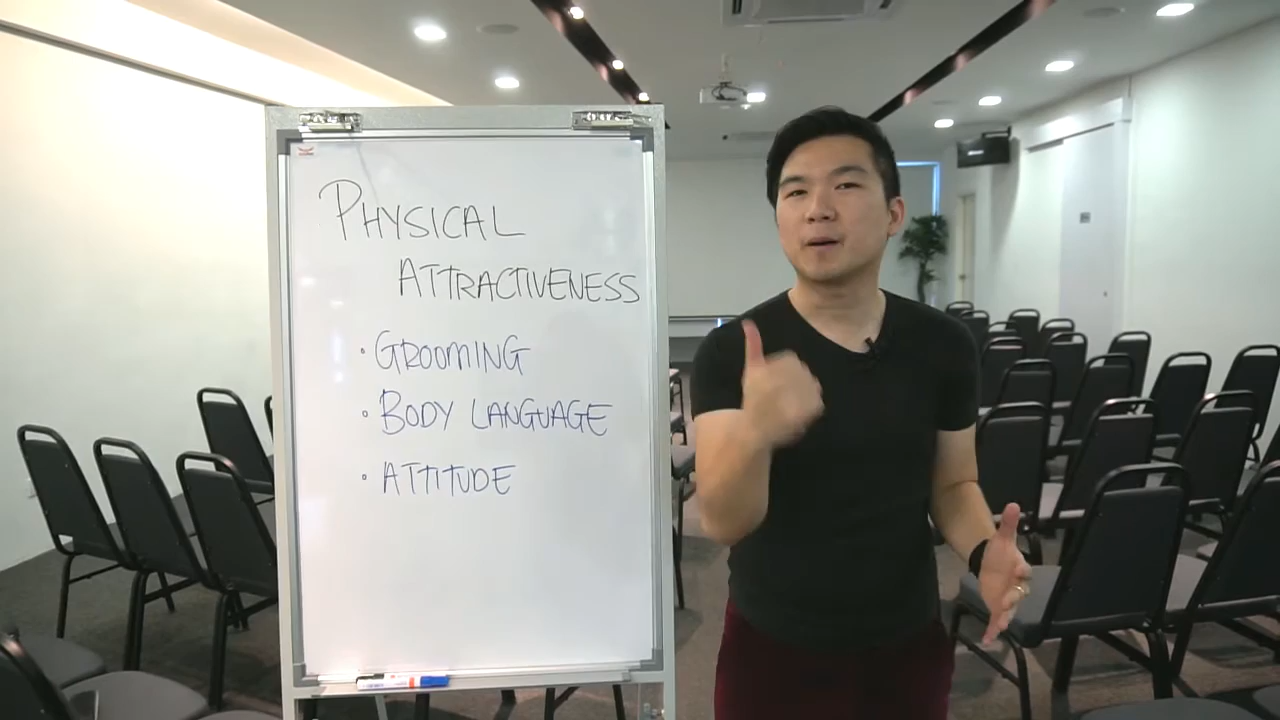 PHYSICAL
ATTRACTIVENESS
• GROOMING
• BODY LANGUAGE
• ATTITUDE